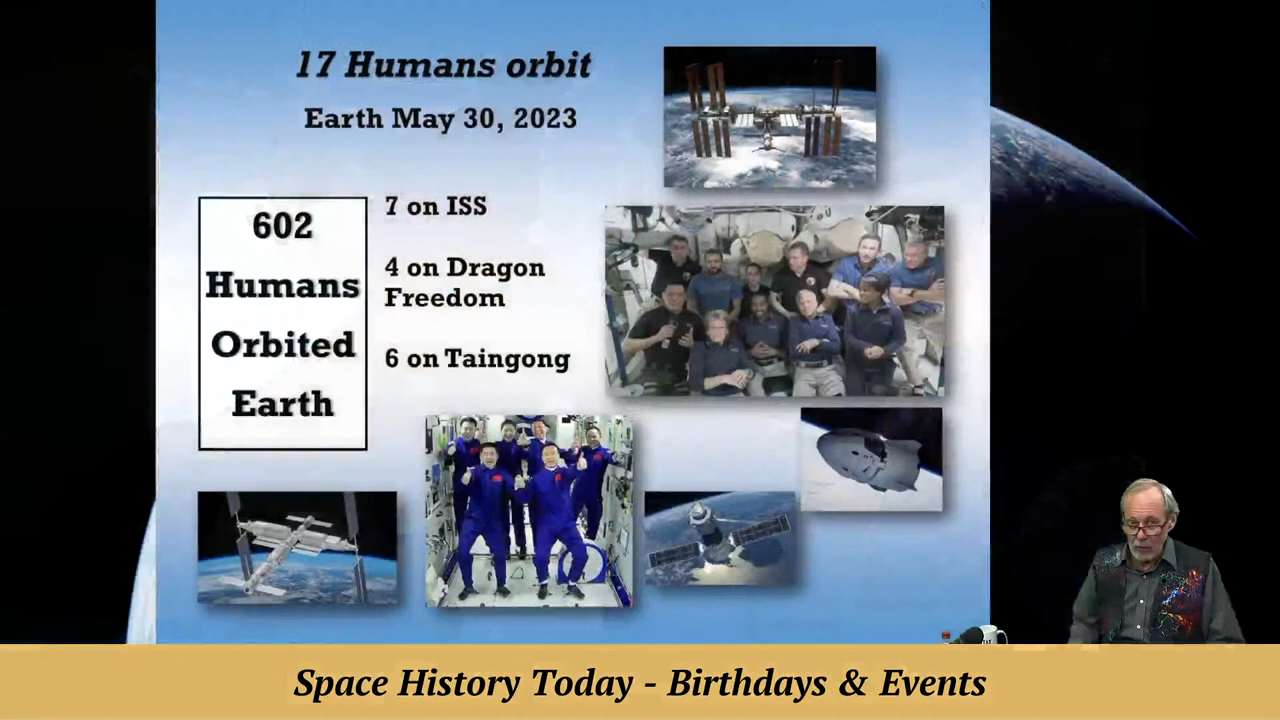 17 Humans orbit
Earth May 30, 2023
602
Humans
Orbited
Earth
7 on ISS
4 on Dragon
Freedom
6 on Taingong
Space History Today - Birthdays & Events